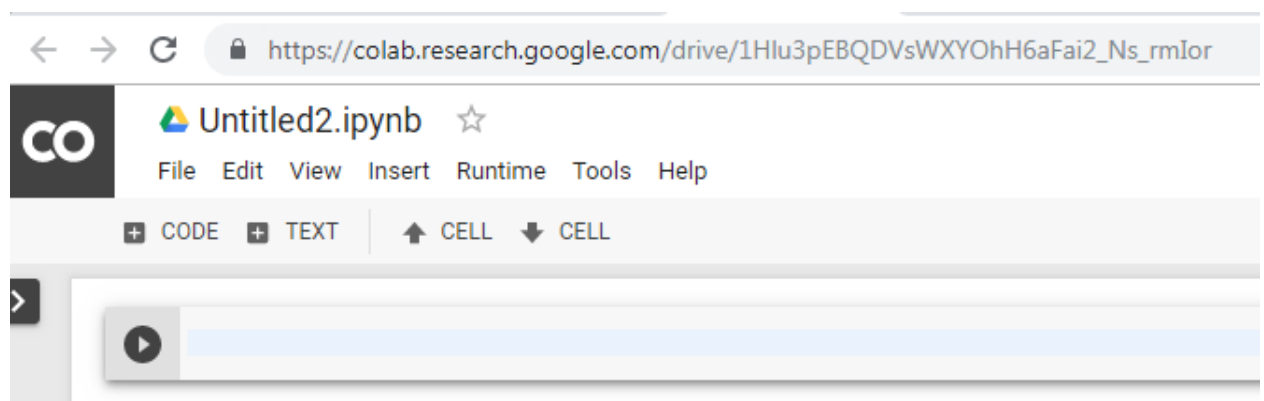 https://colab.research.google.com/drive/1Hlu3pEBQDVsWXYOhH6aFai2_Ns_rmIor
CO
Untitled2.ipynb
File Edit View Insert Runtime Tools Help
CODE TEXT CELL CELL